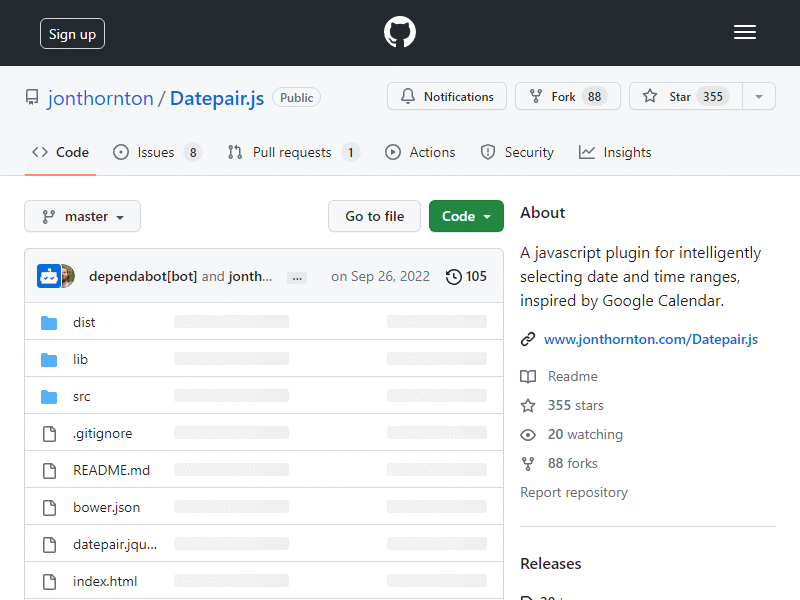 Sign up
jonthornton / Datepair.js Public
Notifications
Fork 88
Star 355
Code
Issues 8
Pull requests 1
Actions
Security
Insights
master
Go to file
Code
dependabot[bot] and jonth... ... on Sep 26, 2022 105
dist
lib
src
.gitignore
README.md
bower.json
datepair.jqu...
index.html
About
A javascript plugin for intelligently
selecting date and time ranges,
inspired by Google Calendar.
www.jonthornton.com/Datepair.js
Readme
355 stars
20 watching
88 forks
Report repository
Releases